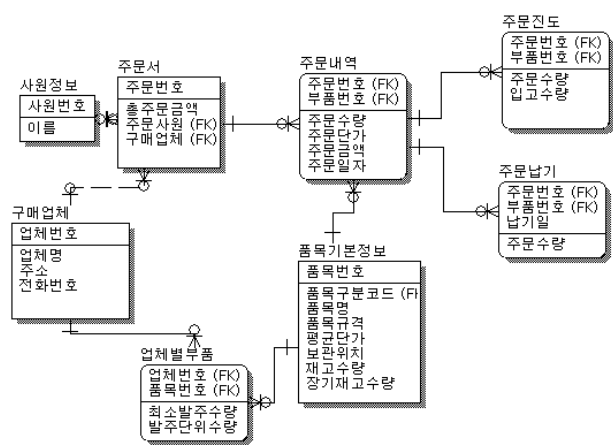 주문진도
주문번호 (FK)
부품번호 (FK)
주문수량
입고수량
주문서
주문번호
총주문금액
주문사원 (FK)
구매업체 (FK)
주문내역
주문번호 (FK)
부품번호 (FK)
주문수량
주문단가
주문금액
주문일자
사원정보
사원번호
이름
주문납기
주문번호 (FK)
부품번호 (FK)
납기일
주문수량
구매업체
업체번호
업체명
주소
전화번호
품목기본정보
품목번호
품목구분코드 (FK
품목명
품목규격
평균단가
보관위치
재고수량
장기재고수량
업체별부품
업체번호 (FK)
품목번호 (FK)
최소발주수량
발주단위수량